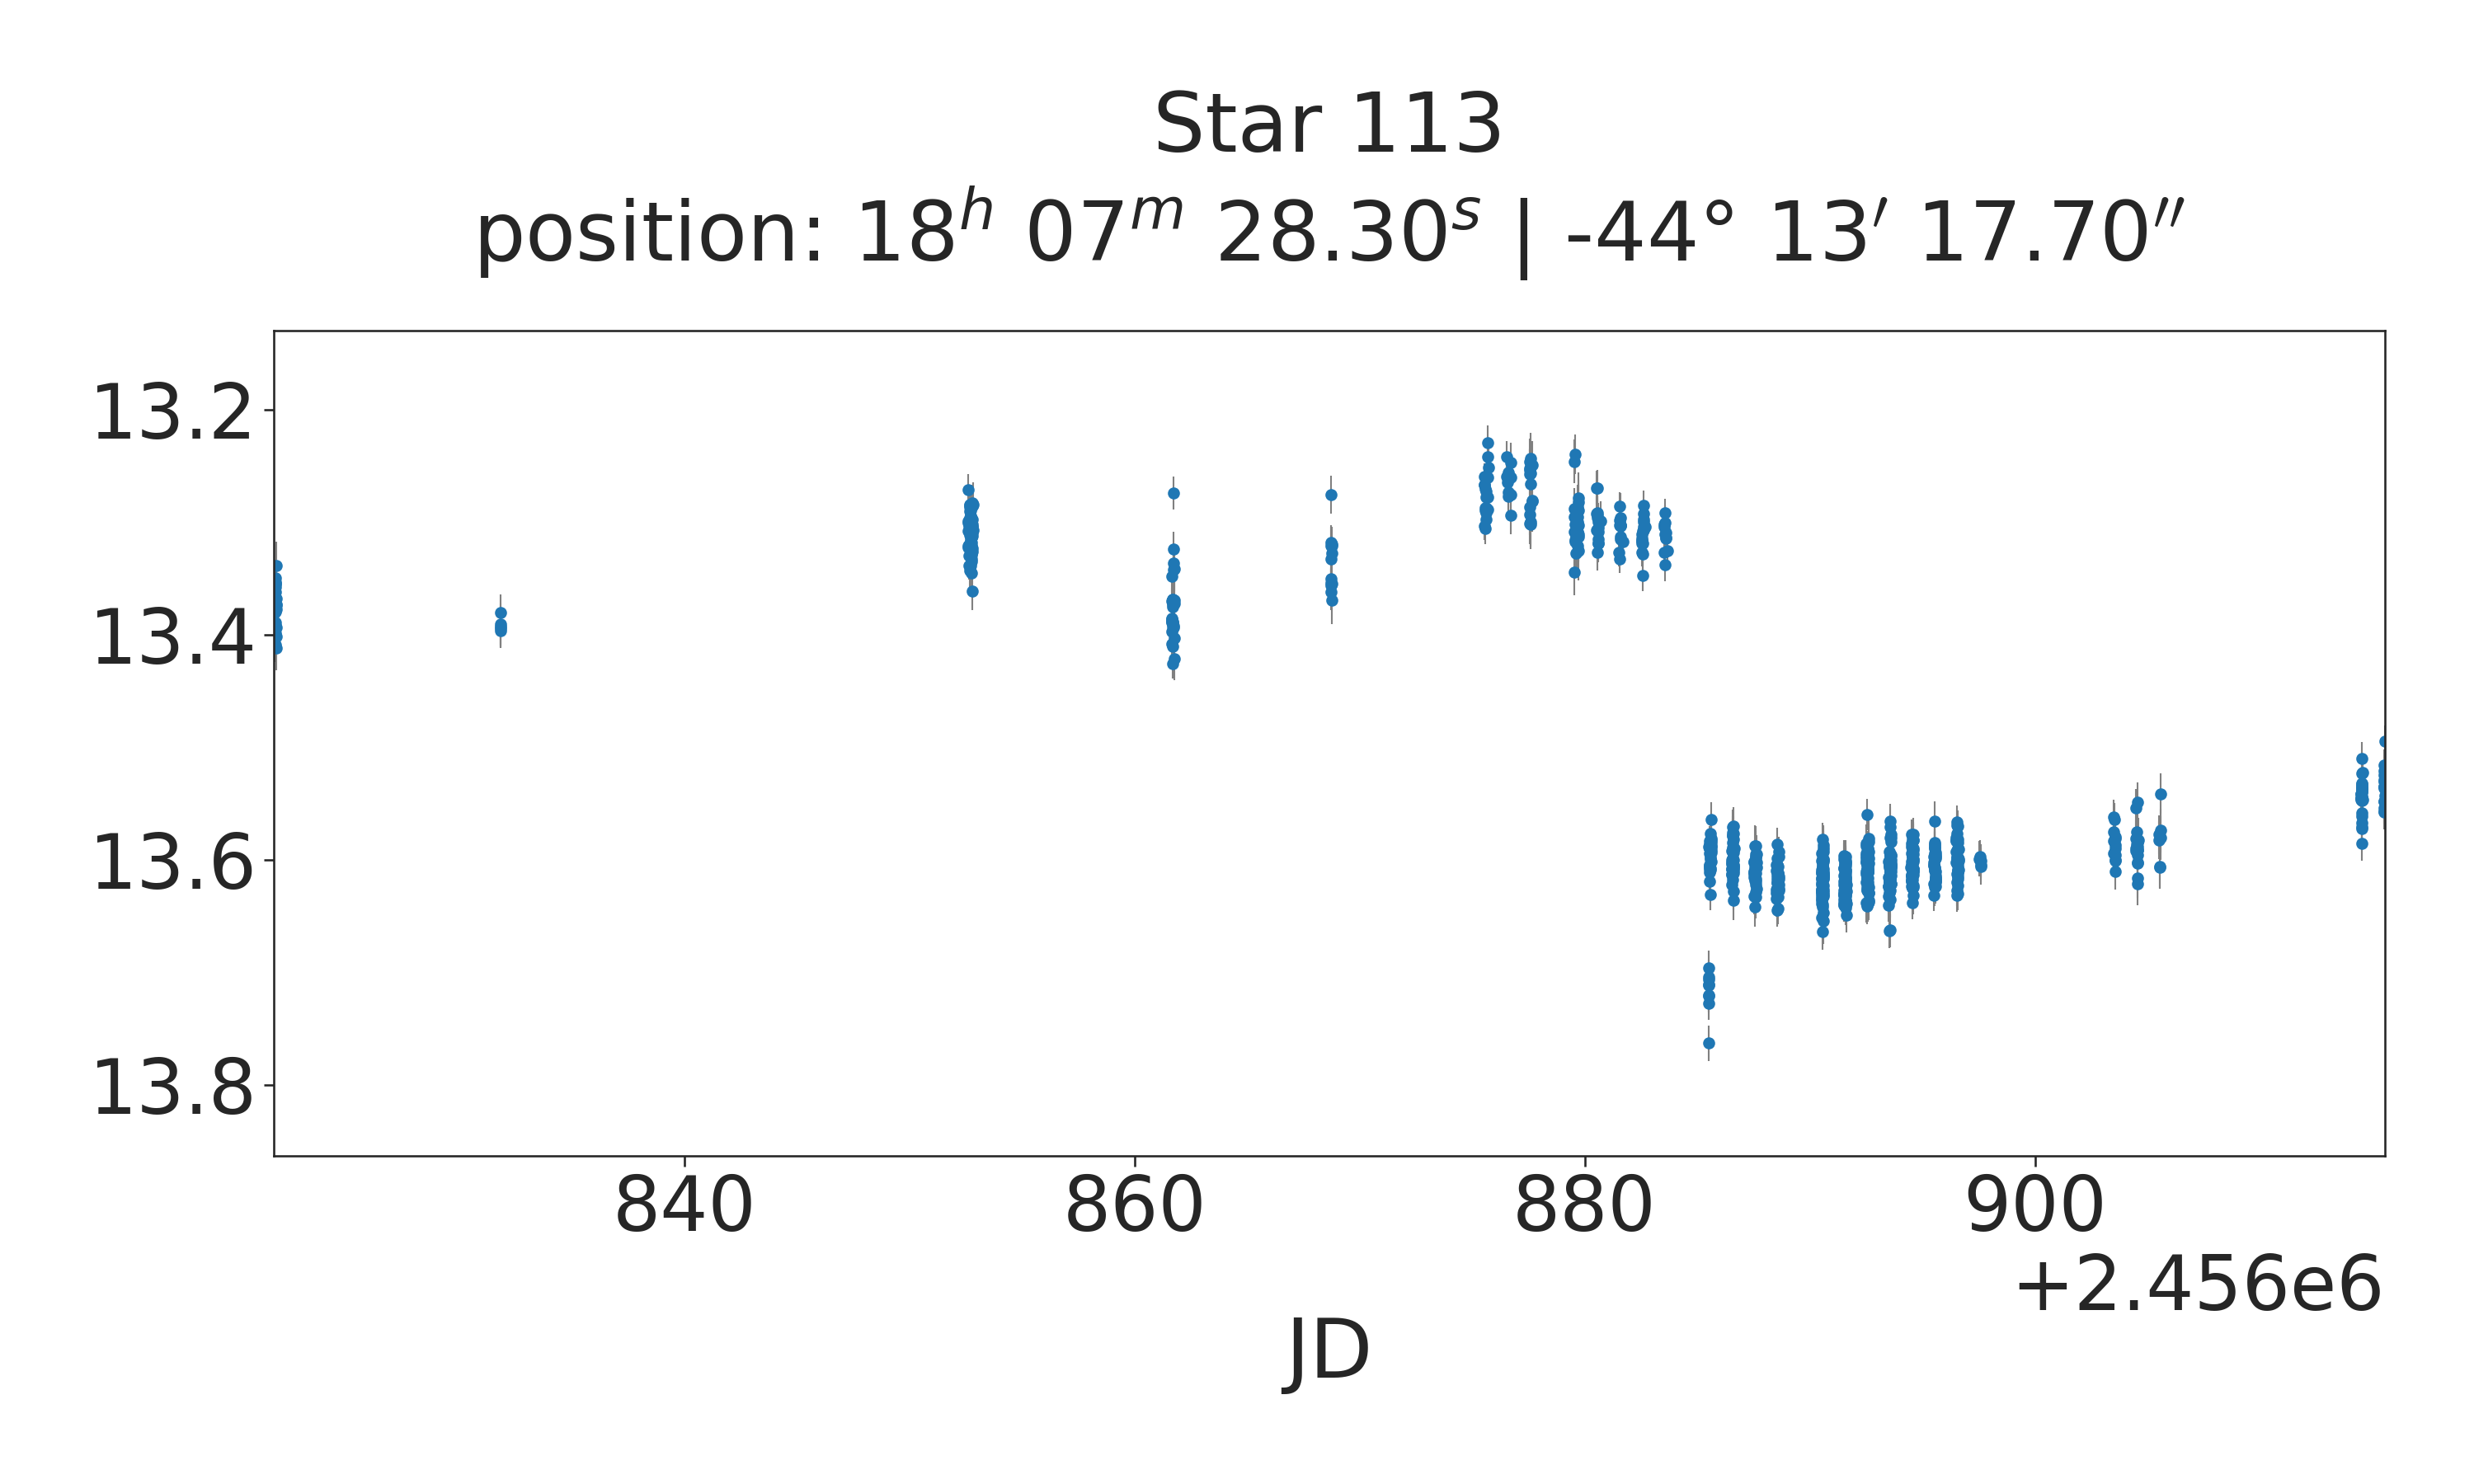 Star 113
position: 18h 07m 28.30s | -44° 13′ 17.70′′
13.2
13.4
13.6
13.8
840 860 880 900
+2.456e6
JD